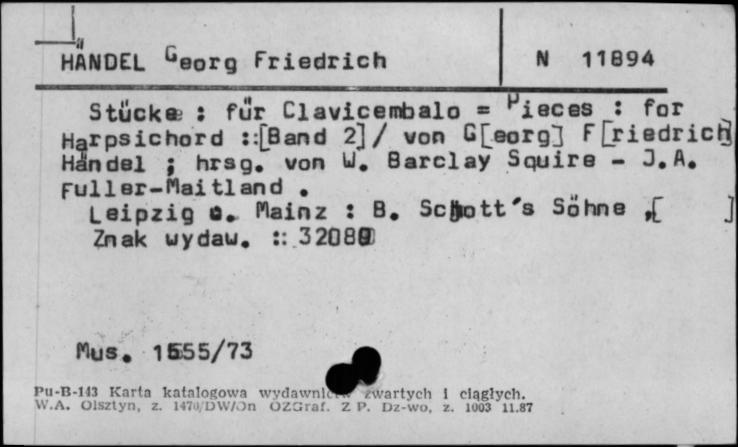 HÄNDEL Georg Friedrich N 11894
Stücke : für Clavicembalo = Pieces : for
Harpsichord ::[Band 2]/ von G[eorg] F[riedrich]
Händel ; hrsg. von W. Barclay Squire - J.A.
Fuller-Maitland .
Leipzig u. Mainz : B. Schott's Söhne ,[ ]
Znak wydaw. :: 32080
Mus. 1555/73
Pu-B-143 Karta katalogowa zwartych i ciągłych.
W.A. Olsztyn, z. 1470/DW/On OZGraf. Z P. Dz-wo, z. 1003 11.87